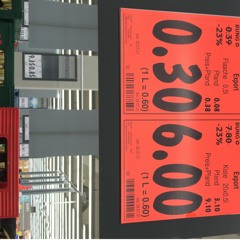 AKTION
0.39
-23%
Export
Flasche 0,5l
Pfand 0.08
Preis+Pfand 0.38
0.30
(1 L = 0.60)
7.80
-23%
Export
Kiste 20x0,5l
Pfand 3.10
Preis+Pfand 9.10
6.00
(1 L = 0.60)